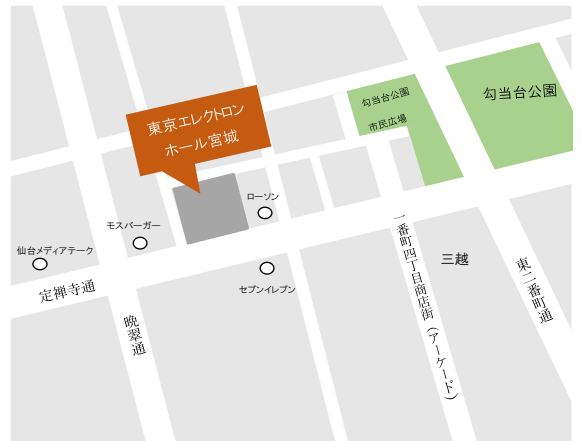 勾当台公園
勾当台公園
市民広場
東京エレクトロン
ホール宮城
ローソン
モスバーガー
仙台メディアテーク
セブンイレブン
定禅寺通
晩翠通
一番町四丁目商店街(アーケード)
三越
東二番町通